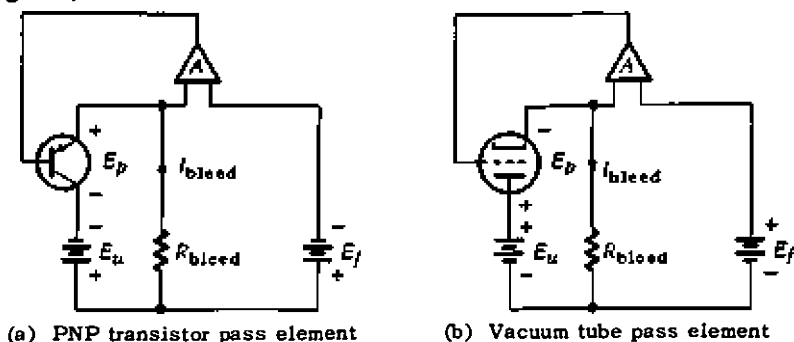 A
A
+
-
E_p
E_p
I_bleed
I_bleed
-
+
-
-
+
+
-
+
E_u
R_bleed
E_f
E_u
R_bleed
E_f
+
+
-
-
(a) PNP transistor pass element
(b) Vacuum tube pass element